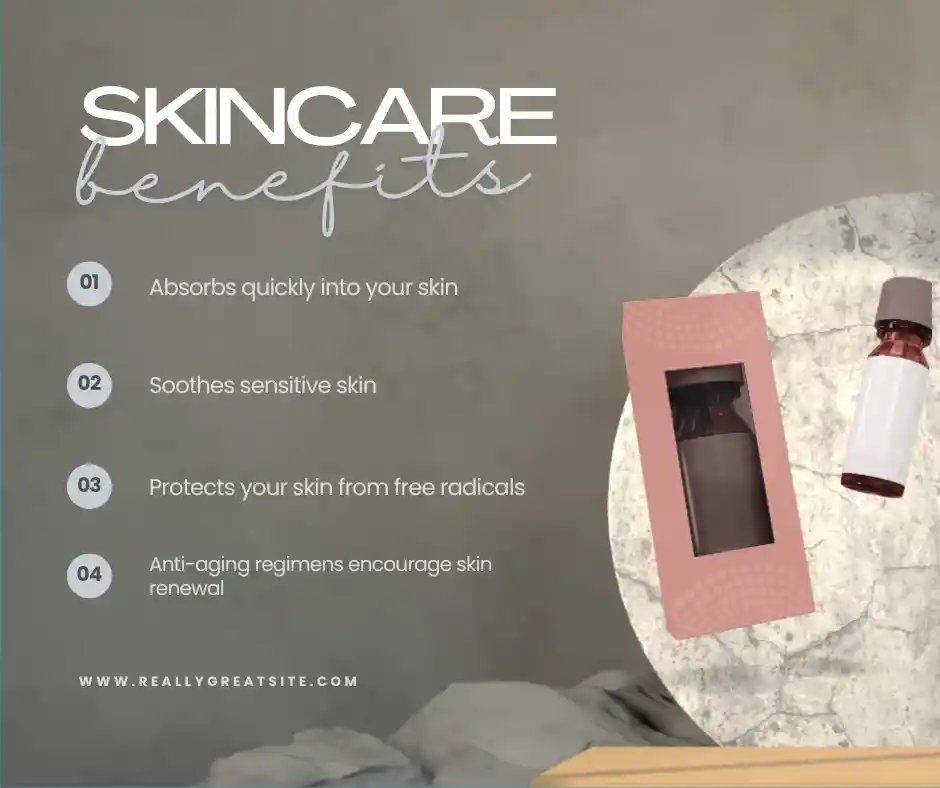 SKINCARE
benefits
01
Absorbs quickly into your skin
02
Soothes sensitive skin
03
Protects your skin from free radicals
04
Anti-aging regimens encourage skin
renewal
WWW.REALLYGREATSITE.COM